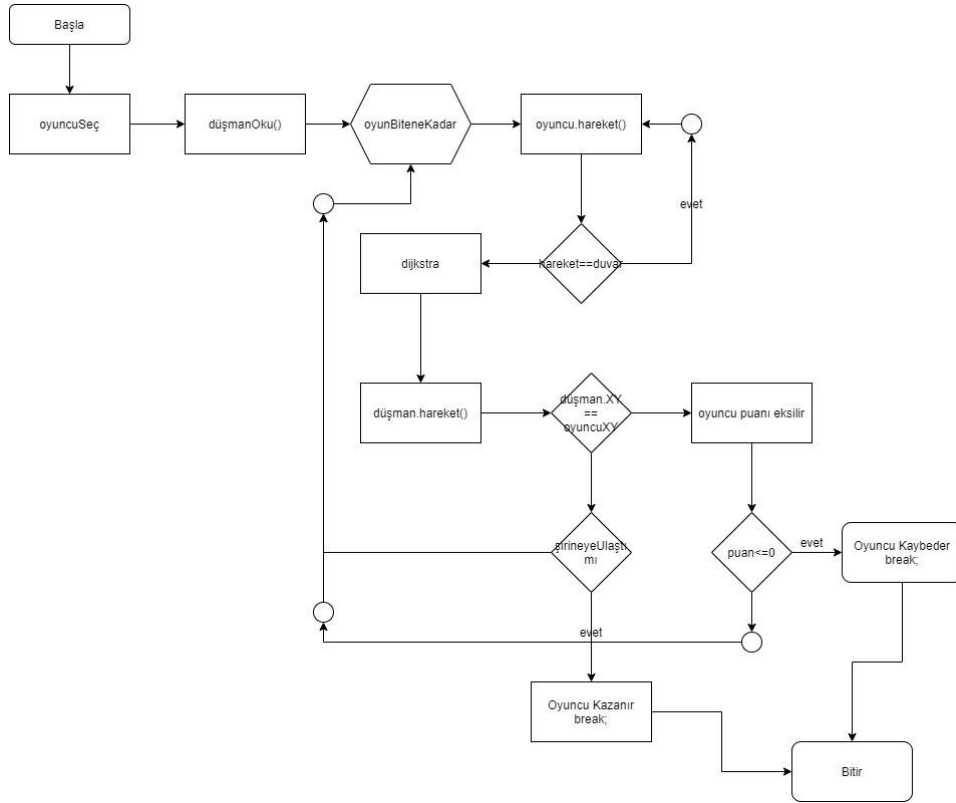 Başla
oyuncuSeç
düşmanOku()
oyunBiteneKadar
oyuncu.hareket()
evet
hareket==duvar
dijkstra
düşman.hareket()
düşman.XY
==
oyuncuXY
oyuncu puanı eksilir
şirineyeUlaştı
mı
puan<=0
evet
Oyuncu Kaybeder
break;
evet
Oyuncu Kazanır
break;
Bitir